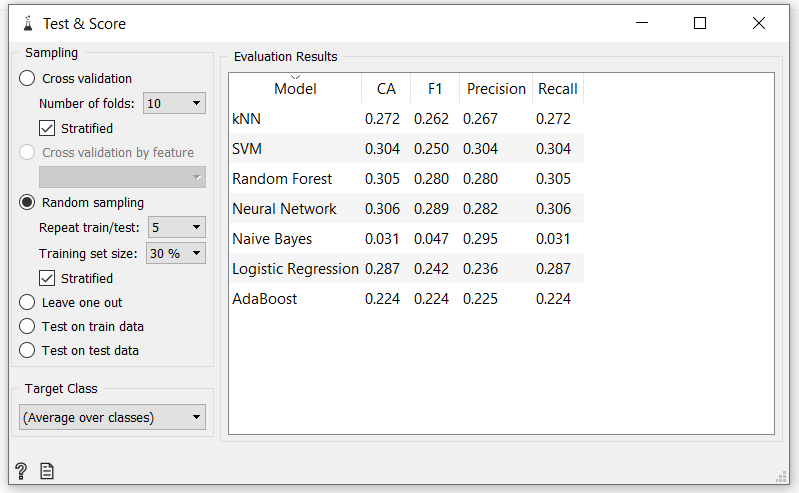 Test & Score
Sampling
Cross validation
Number of folds: 10
Stratified
Cross validation by feature
Random sampling
Repeat train/test: 5
Training set size: 30 %
Stratified
Leave one out
Test on train data
Test on test data
Target Class
(Average over classes)
Evaluation Results
Model CA F1 Precision Recall
kNN 0.272 0.262 0.267 0.272
SVM 0.304 0.250 0.304 0.304
Random Forest 0.305 0.280 0.280 0.305
Neural Network 0.306 0.289 0.282 0.306
Naive Bayes 0.031 0.047 0.295 0.031
Logistic Regression 0.287 0.242 0.236 0.287
AdaBoost 0.224 0.224 0.225 0.224
?